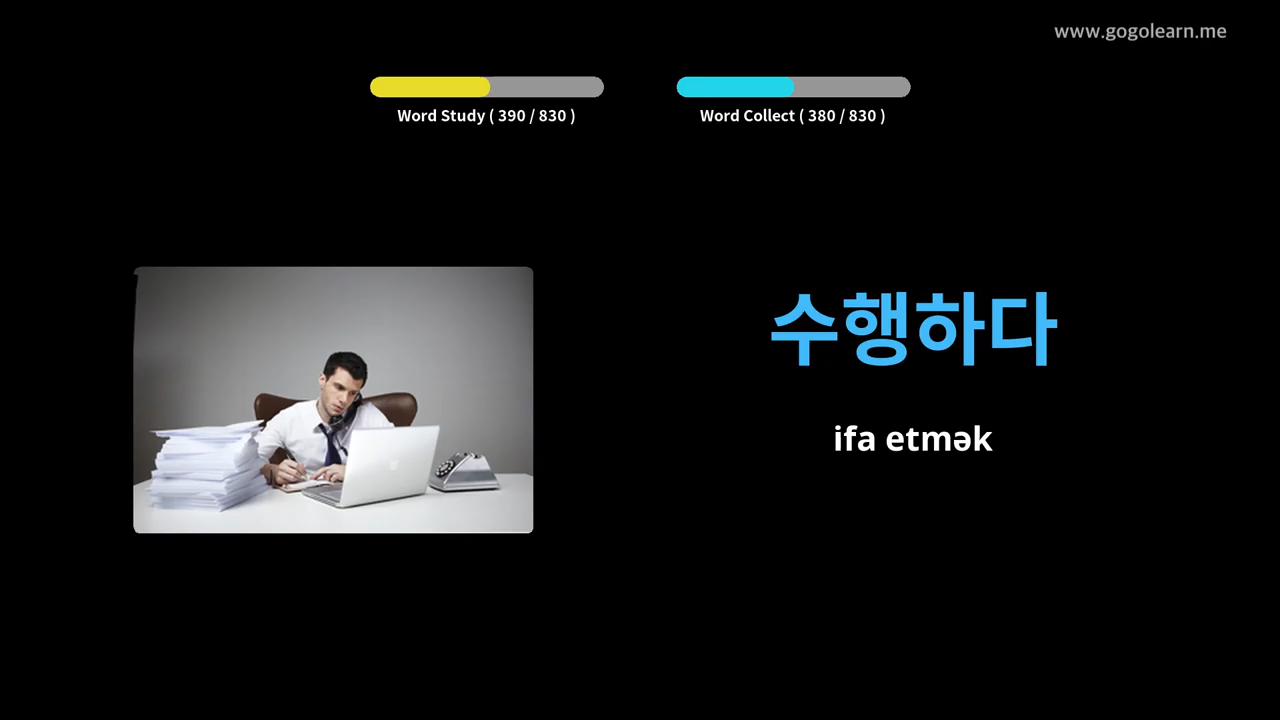 www.gogolearn.me
Word Study ( 390 / 830 )
Word Collect ( 380 / 830 )
수행하다
ifa etmək